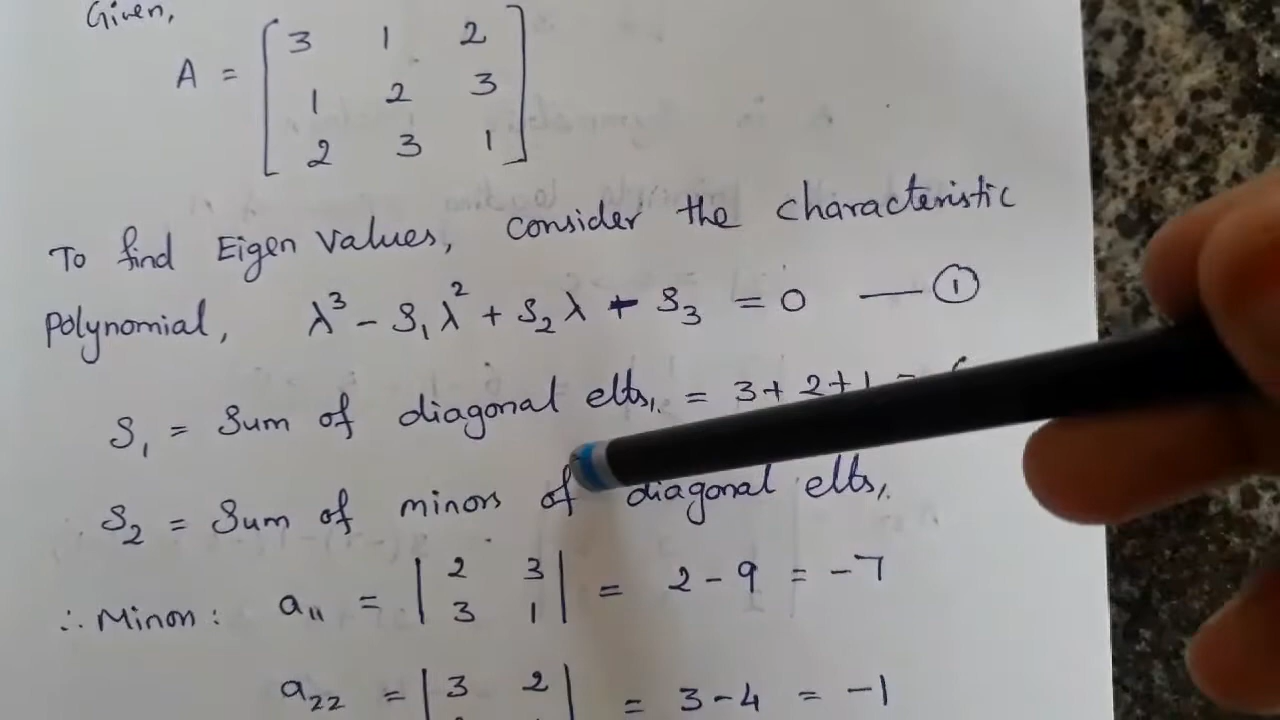 Given,
A = [ 3 1 2
1 2 3
2 3 1 ]
To find Eigen values, consider the characteristic
Polynomial, λ³ - S₁λ² + S₂λ - S₃ = 0 — ①
S₁ = Sum of diagonal elts, = 3 + 2 + 1 =
S₂ = Sum of minors of diagonal elts,
∴ Minor: a₁₁ = | 2 3 | = 2 - 9 = -7
| 3 1 |
a₂₂ = | 3 2 | = 3 - 4 = -1